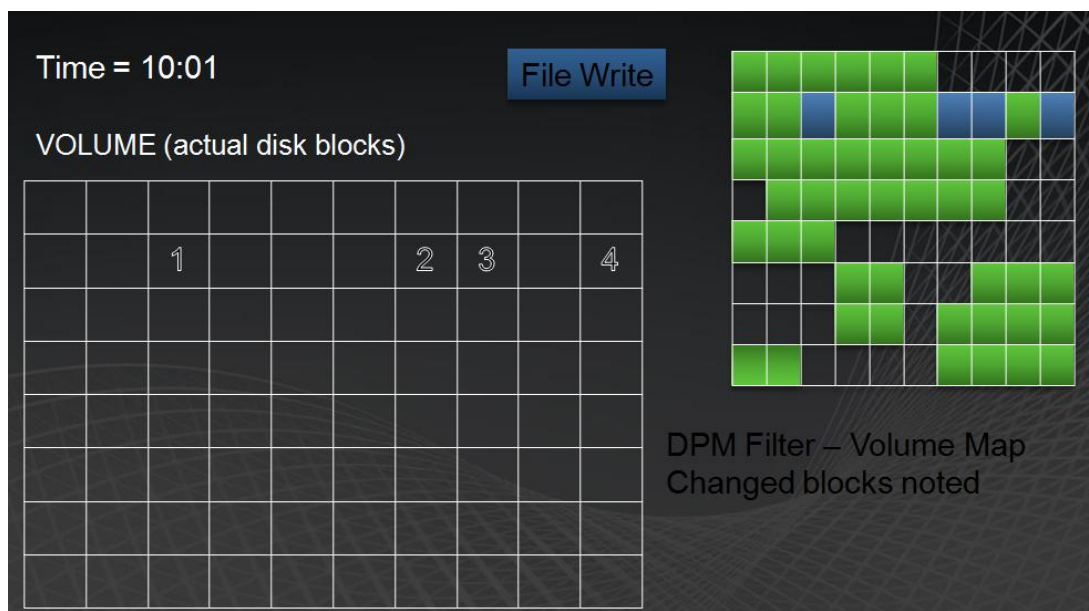 Time = 10:01
File Write
VOLUME (actual disk blocks)
1 2 3 4
DPM Filter – Volume Map
Changed blocks noted